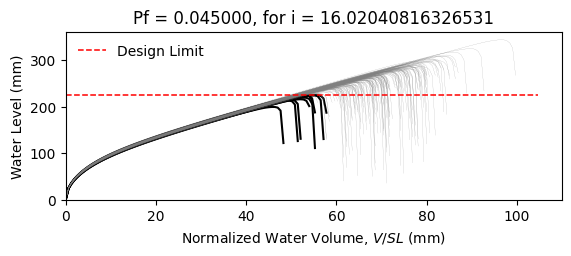 Pf = 0.045000, for i = 16.02040816326531
Design Limit
Water Level (mm)
300
200
100
0
0 20 40 60 80 100
Normalized Water Volume, V/SL (mm)